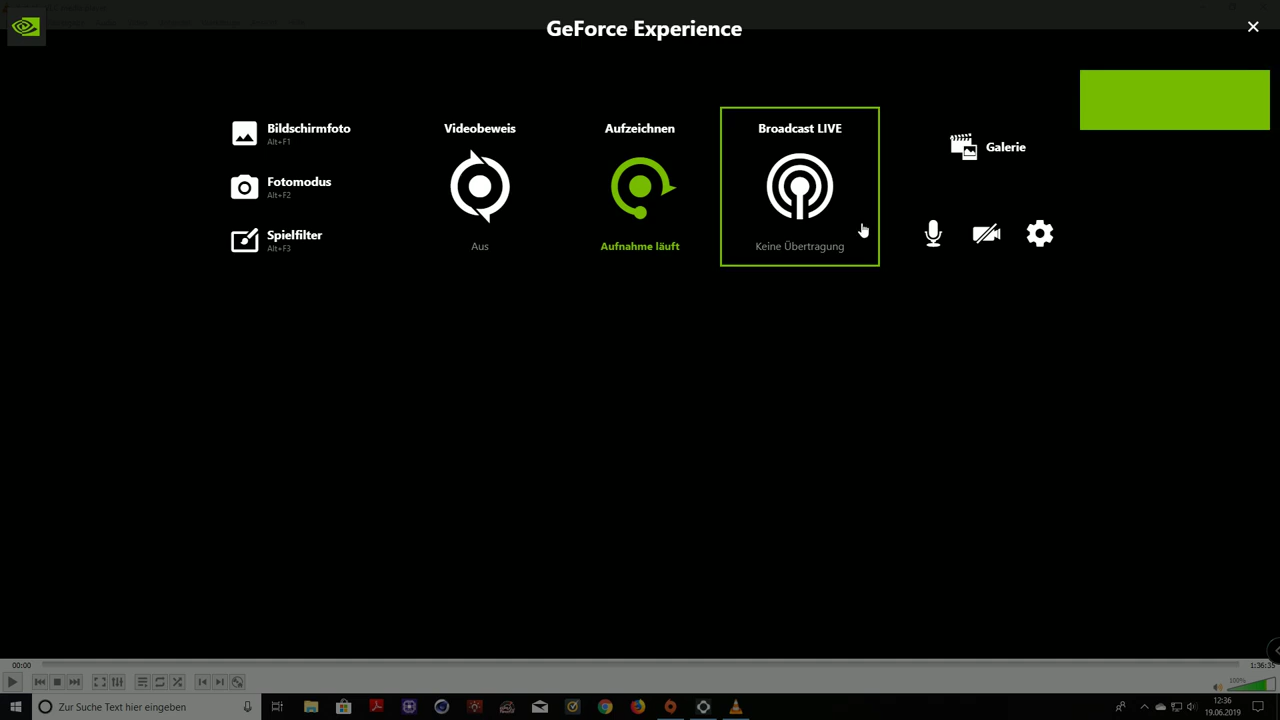 GeForce Experience
Bildschirmfoto
Alt+F1
Fotomodus
Alt+F2
Spielfilter
Alt+F3
Videobeweis
Aus
Aufzeichnen
Aufnahme läuft
Broadcast LIVE
Keine Übertragung
Galerie
00:00
1:36:35
100%
Zur Suche Text hier eingeben
12:36
19.06.2019